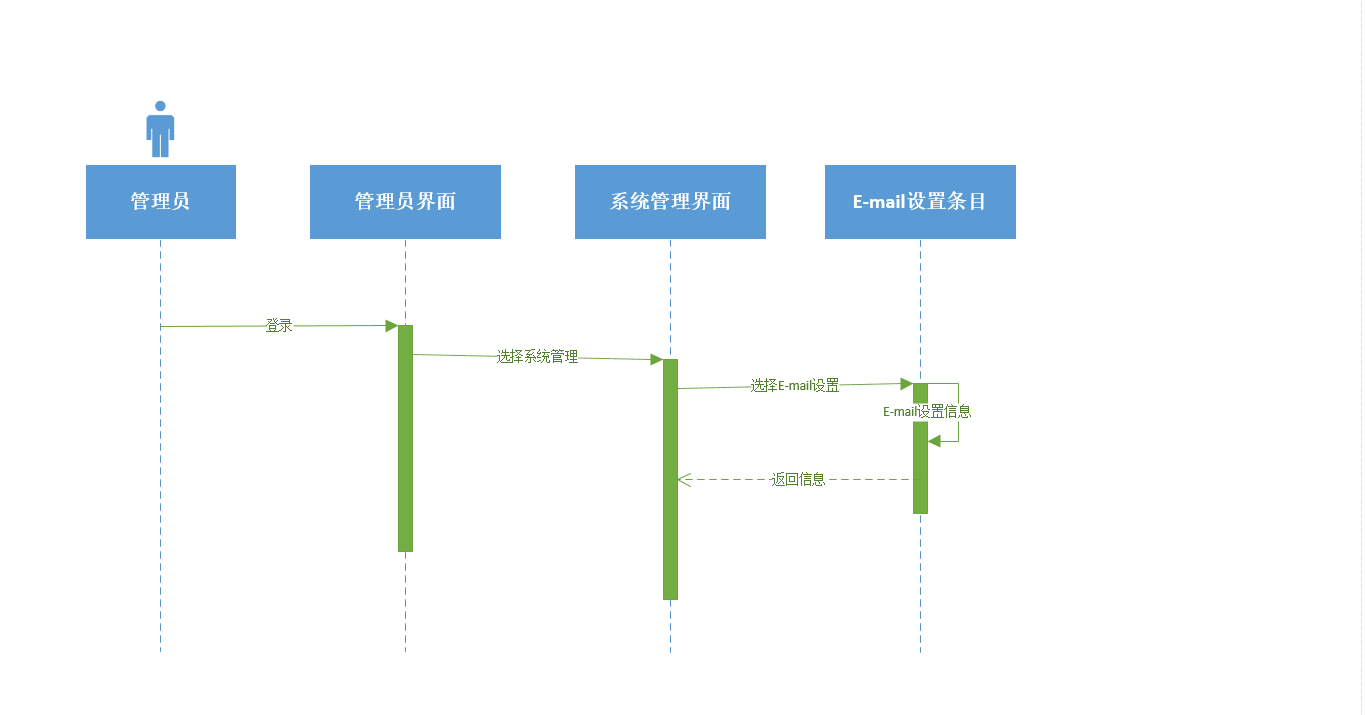 管理员
管理员界面
系统管理界面
E-mail设置条目
登录
选择系统管理
选择E-mail设置
E-mail设置信息
返回信息